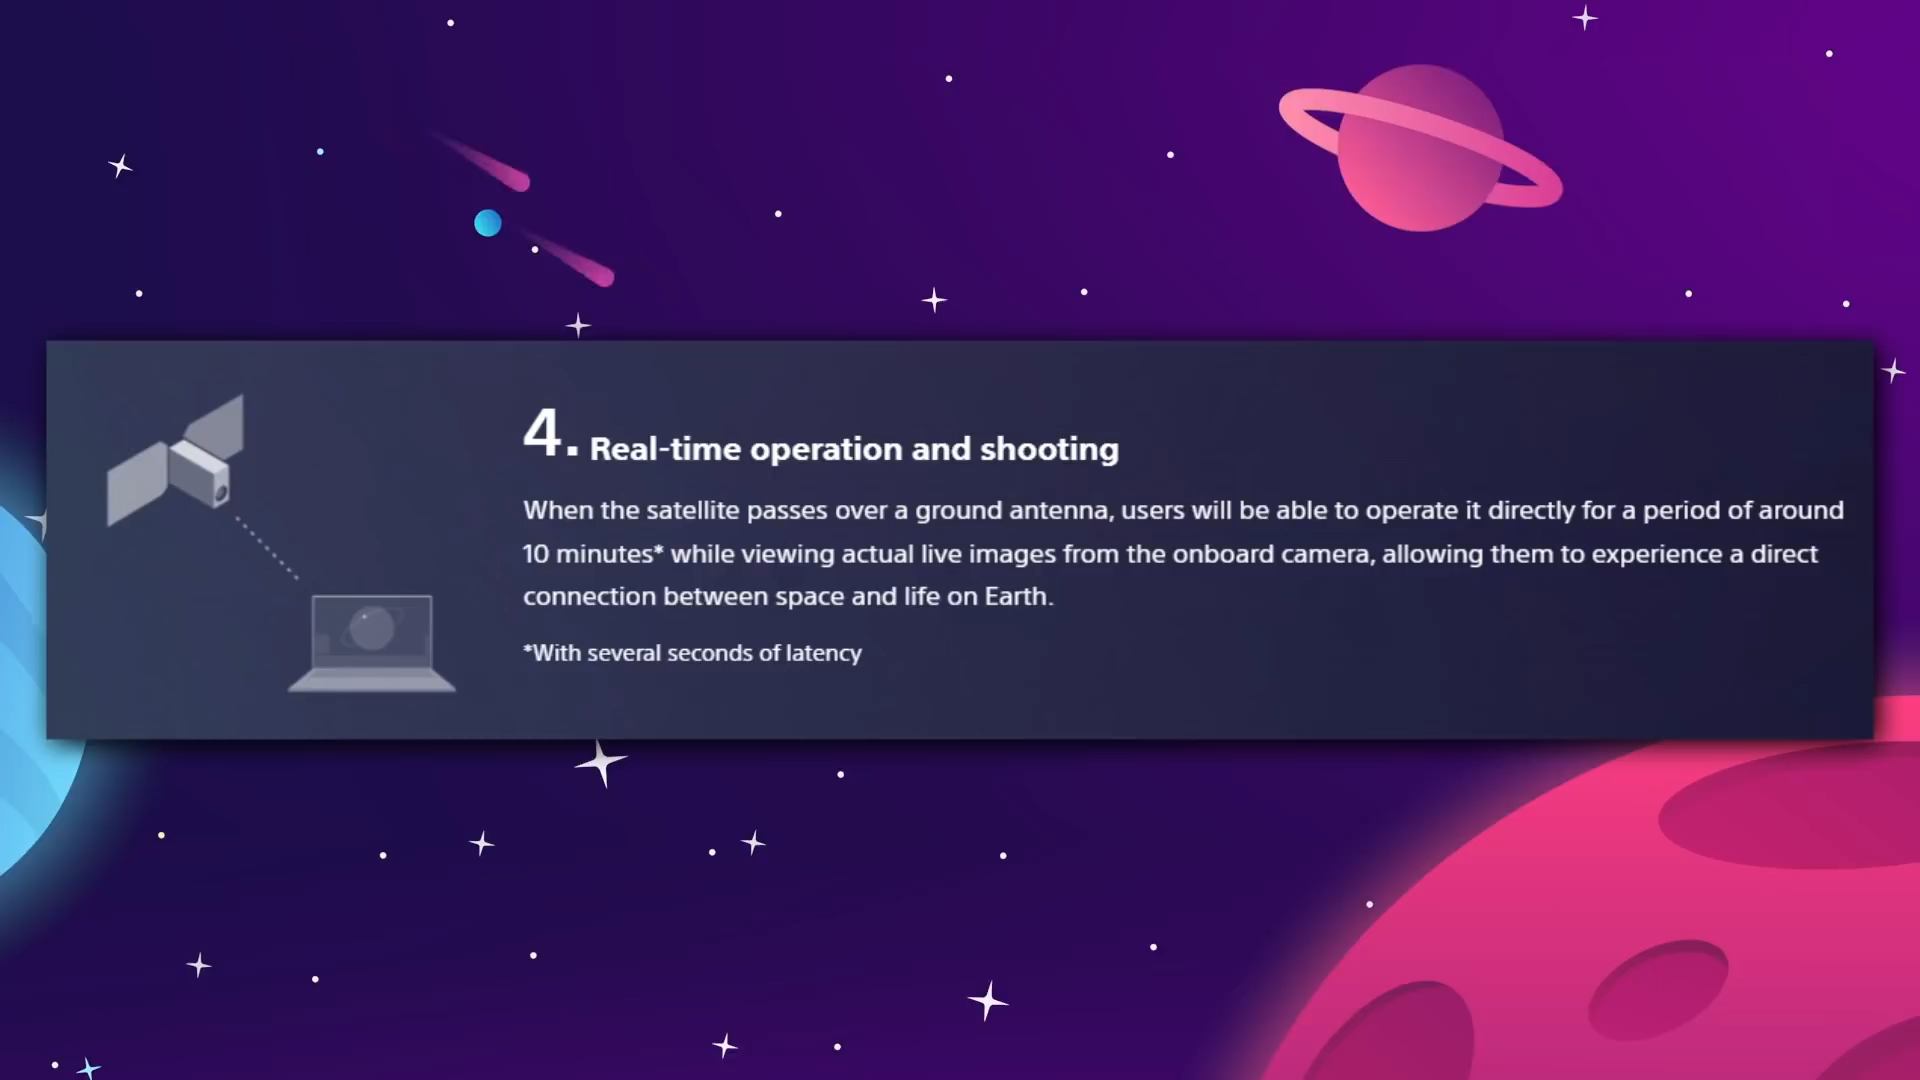 4. Real-time operation and shooting
When the satellite passes over a ground antenna, users will be able to operate it directly for a period of around
10 minutes* while viewing actual live images from the onboard camera, allowing them to experience a direct
connection between space and life on Earth.
*With several seconds of latency